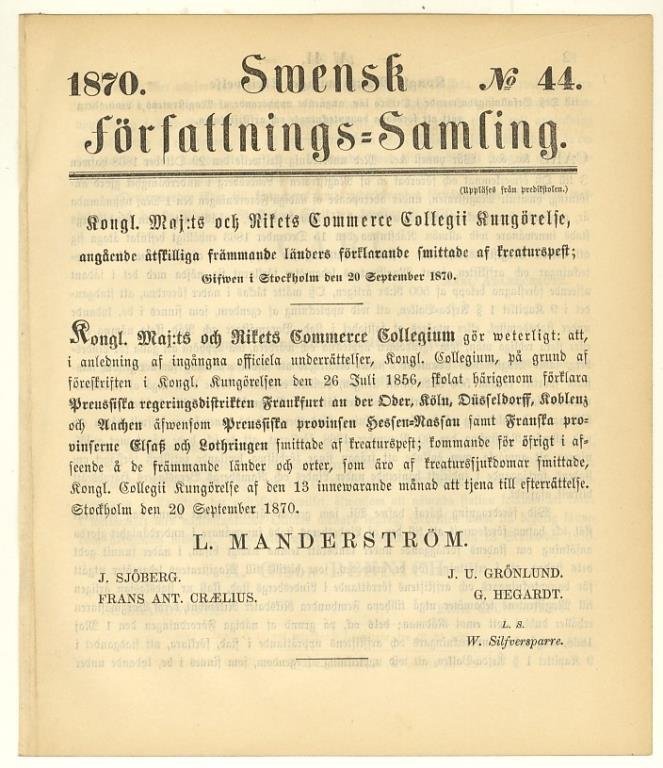 1870. Swensk № 44.
Författnings=Samling.
(Uppläses från predikstolen.)
Kongl. Maj:ts och Rikets Commerce Collegii Kungörelse,
angående åtskilliga främmande länders förklarande smittade af kreaturspest;
Gifwen i Stockholm den 20 September 1870.
Kongl. Maj:ts och Rikets Commerce Collegium gör weterligt: att,
i anledning af ingångna officiela underrättelser, Kongl. Collegium, på grund af
föreskriften i Kongl. Kungörelsen den 26 Juli 1856, skolat härigenom förklara
Preussiska regeringsdistrikten Frankfurt an der Oder, Köln, Düsseldorff, Koblenz
och Aachen äfwensom Preussiska provinsen Hessen=Nassau samt Franska pro-
vinserne Elsaß och Lothringen smittade af kreaturspest; kommande för öfrigt i af-
seende å de främmande länder och orter, som äro af kreaturssjukdomar smittade,
Kongl. Collegii Kungörelse af den 13 innewarande månad att tjena till efterrättelse.
Stockholm den 20 September 1870.
L. MANDERSTRÖM.
J. SJÖBERG. J. U. GRÖNLUND.
FRANS ANT. CRÆLIUS. G. HEGARDT.
L. S.
W. Silfversparre.